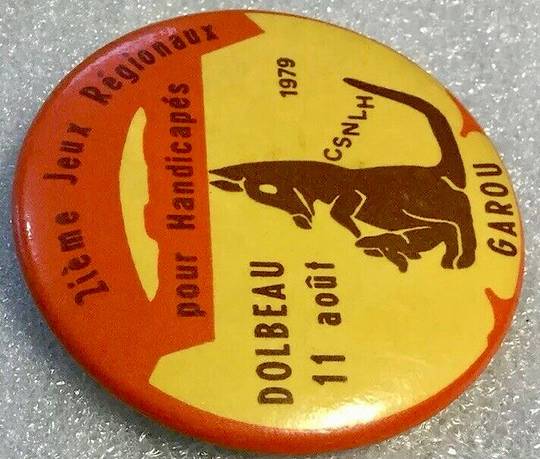 2ième Jeux Régionaux
pour Handicapés
1979
CSNLH
GAROU
DOLBEAU
11 août